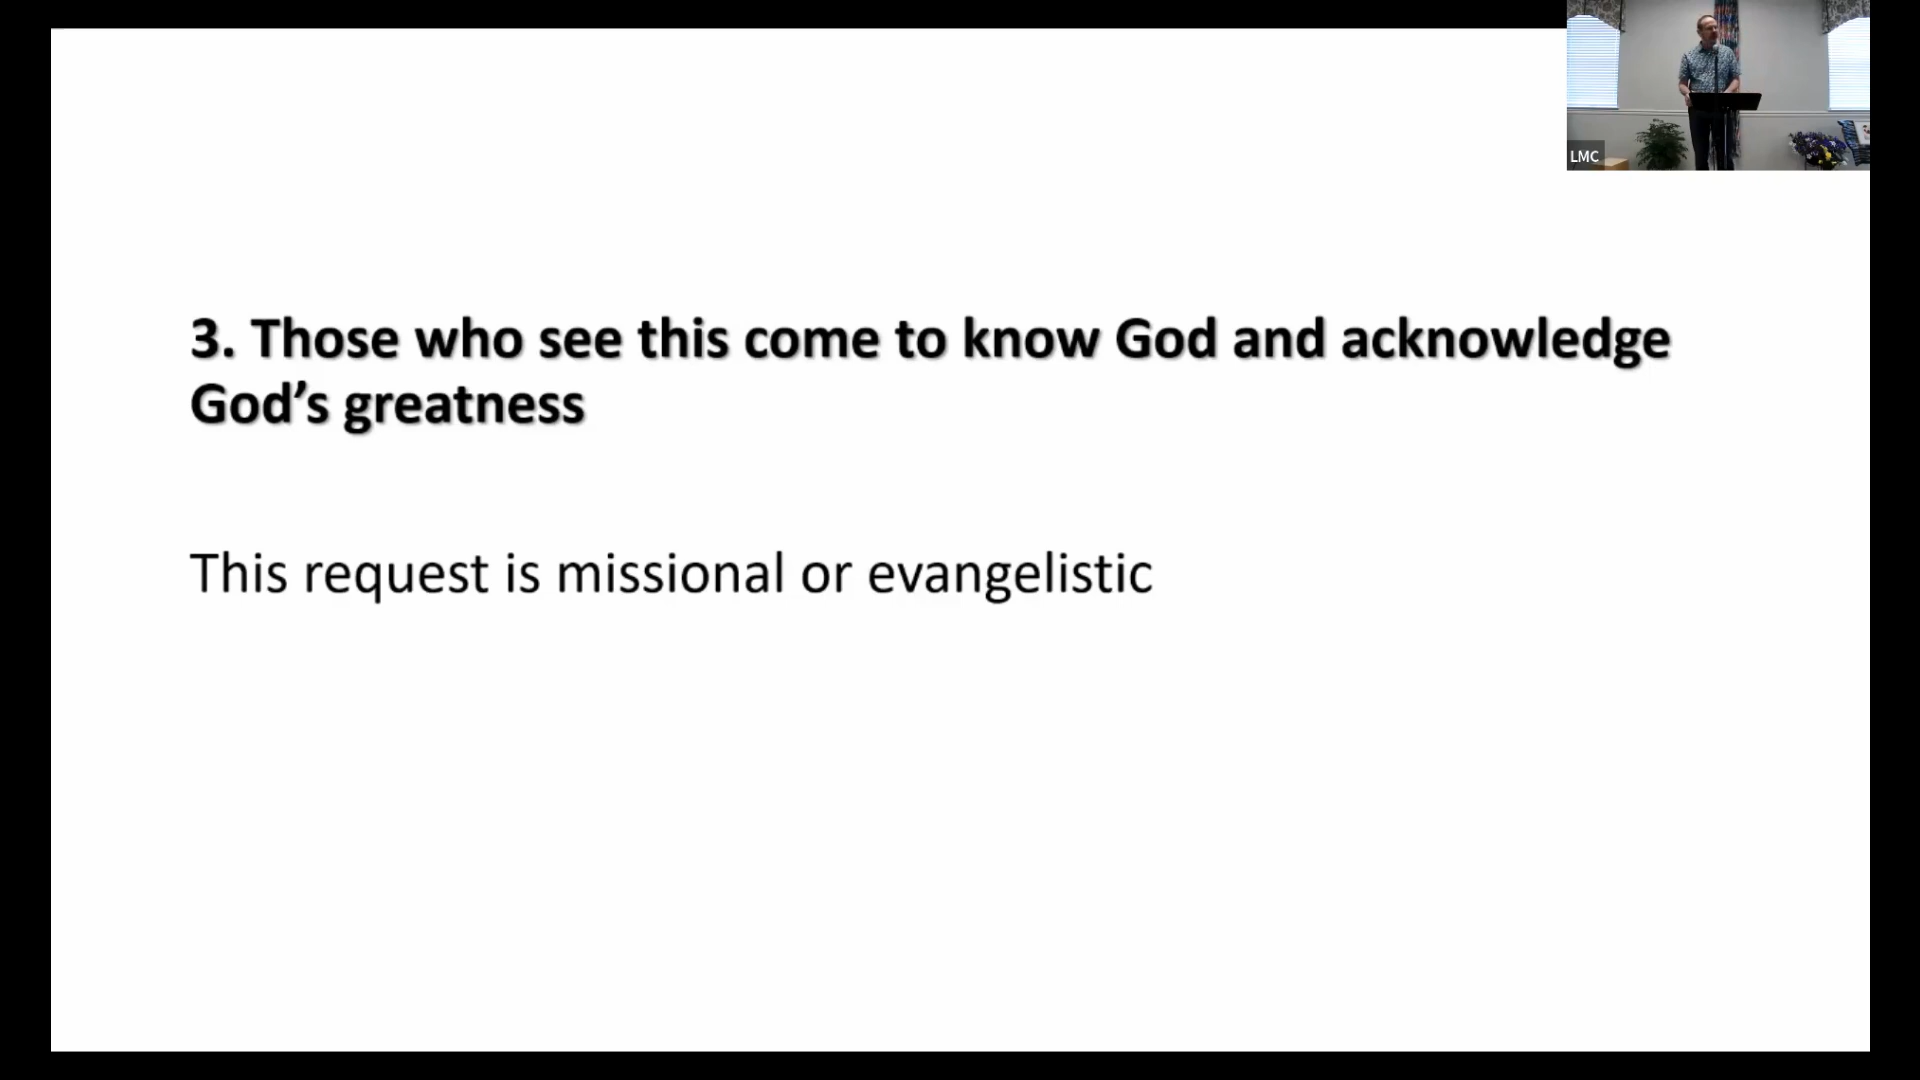 LMC
3. Those who see this come to know God and acknowledge
God’s greatness
This request is missional or evangelistic